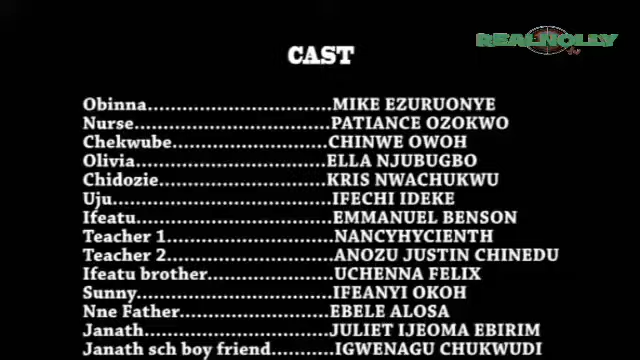 REALNOLLY
tv
CAST
Obinna................................MIKE EZURUONYE
Nurse..................................PATIANCE OZOKWO
Chekwube...........................CHINWE OWOH
Olivia.................................ELLA NJUBUGBO
Chidozie.............................KRIS NWACHUKWU
Uju......................................IFECHI IDEKE
Ifeatu..................................EMMANUEL BENSON
Teacher 1.............................NANCYHYCIENTH
Teacher 2.............................ANOZU JUSTIN CHINEDU
Ifeatu brother......................UCHENNA FELIX
Sunny..................................IFEANYI OKOH
Nne Father..........................EBELE ALOSA
Janath................................JULIET IJEOMA EBIRIM
Janath sch boy friend...........IGWENAGU CHUKWUDI